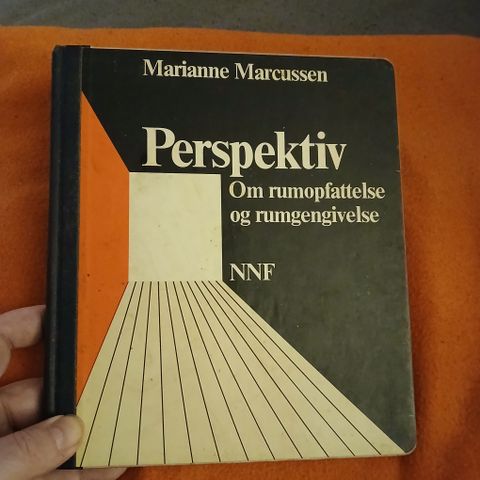 Marianne Marcussen
Perspektiv
Om rumopfattelse
og rumgengivelse
NNF